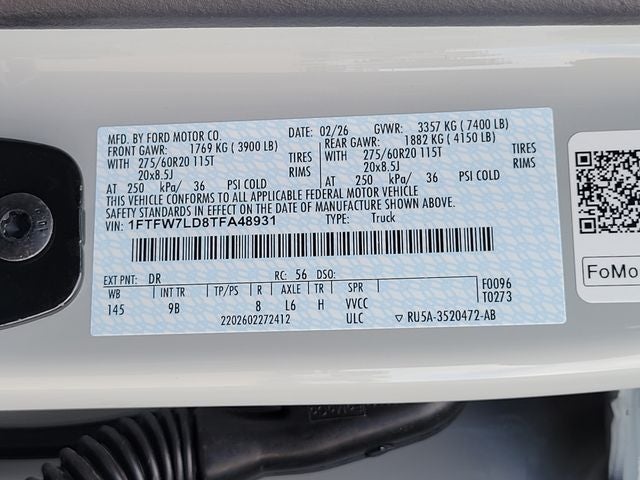 MFD. BY FORD MOTOR CO. DATE: 02/26 GVWR: 3357 KG ( 7400 LB)
FRONT GAWR: 1769 KG ( 3900 LB) REAR GAWR: 1882 KG ( 4150 LB)
WITH 275/60R20 115T TIRES WITH 275/60R20 115T TIRES
20x8.5J RIMS 20x8.5J RIMS
AT 250 kPa/ 36 PSI COLD AT 250 kPa/ 36 PSI COLD
THIS VEHICLE CONFORMS TO ALL APPLICABLE FEDERAL MOTOR VEHICLE
SAFETY STANDARDS IN EFFECT ON THE DATE OF MANUFACTURE SHOWN ABOVE.
VIN: 1FTFW7LD8TFA48931 TYPE: Truck
EXT PNT: DR RC: 56 DSO:
WB INT TR TP/PS R AXLE TR SPR F0096
145 9B 8 L6 H VVCC T0273
2202602272412 ULC ▽ RU5A-3520472-AB
FoMo